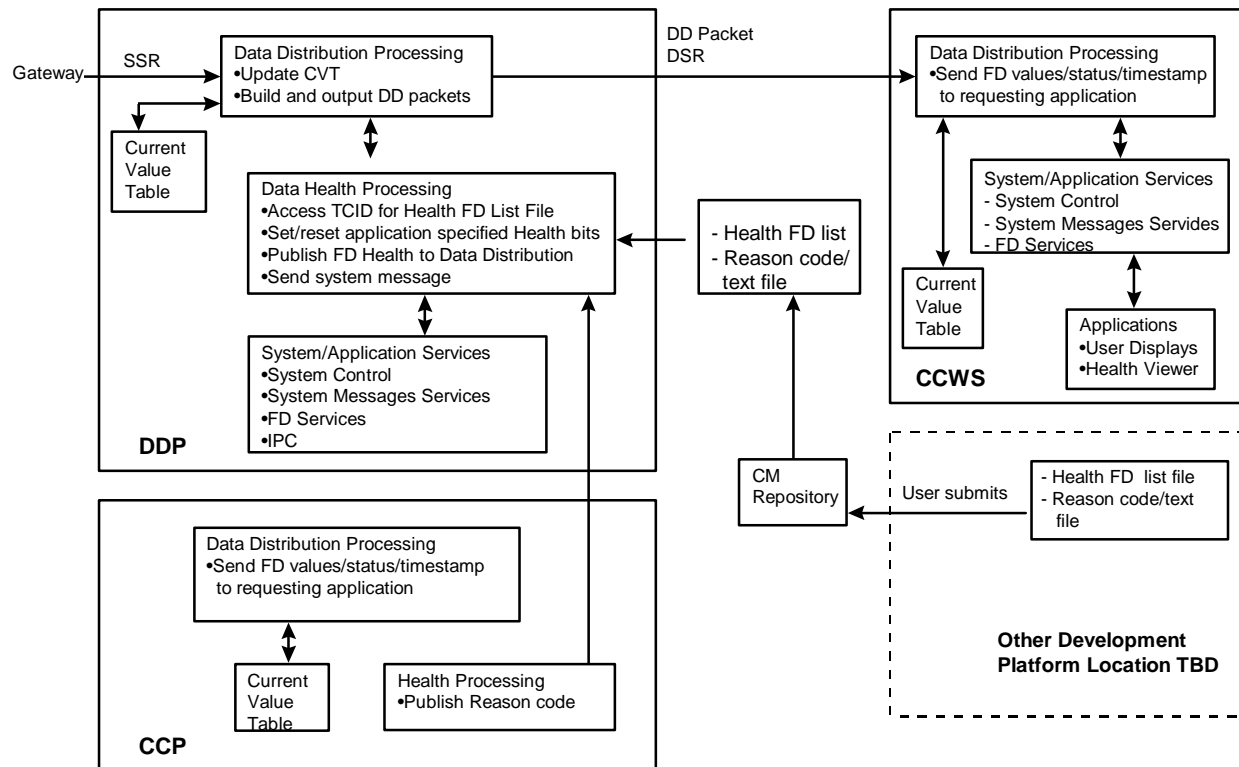 Gateway
SSR
Data Distribution Processing
•Update CVT
•Build and output DD packets
Current
Value
Table
Data Health Processing
•Access TCID for Health FD List File
•Set/reset application specified Health bits
•Publish FD Health to Data Distribution
•Send system message
System/Application Services
•System Control
•System Messages Services
•FD Services
•IPC
DDP
DD Packet
DSR
- Health FD list
- Reason code/
text file
CM
Repository
User submits
Data Distribution Processing
•Send FD values/status/timestamp
to requesting application
System/Application Services
- System Control
- System Messages Servides
- FD Services
Current
Value
Table
Applications
•User Displays
•Health Viewer
CCWS
- Health FD list file
- Reason code/text
file
Other Development
Platform Location TBD
Data Distribution Processing
•Send FD values/status/timestamp
to requesting application
Current
Value
Table
Health Processing
•Publish Reason code
CCP